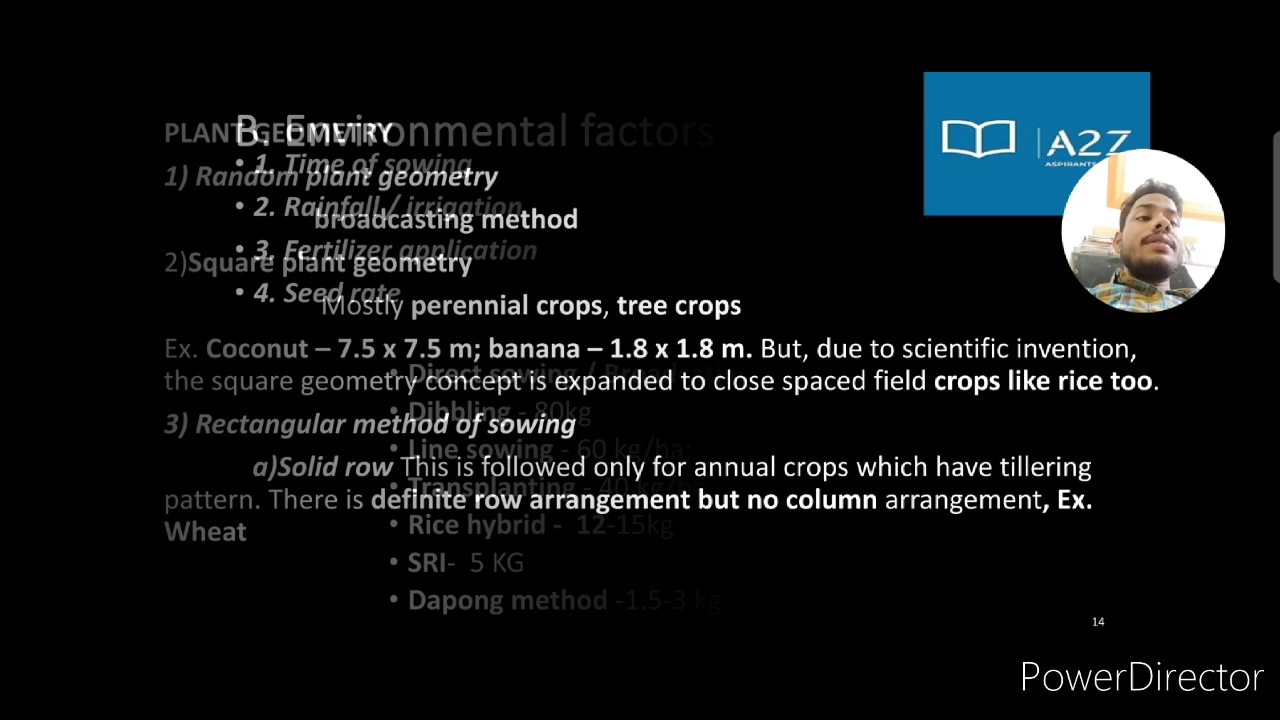 B. Environmental factors
• 1. Time of sowing
• 2. Rainfall / irrigation
• 3. Fertilizer application
• 4. Seed rate
• Direct sowing / 
• Dibbling - 80kg
• Line sowing - 60 kg/ha;
• Transplanting - 40 kg/
• Rice hybrid - 12-15kg
• SRI- 5 KG
• Dapong method -1.5-3 kg
PLANT GEOMETRY
1) Random plant geometry
broadcasting method
2)Square plant geometry
Mostly perennial crops, tree crops
Ex. Coconut – 7.5 x 7.5 m; banana – 1.8 x 1.8 m. But, due to scientific invention,
the square geometry concept is expanded to close spaced field crops like rice too.
3) Rectangular method of sowing
a)Solid row This is followed only for annual crops which have tillering
pattern. There is definite row arrangement but no column arrangement, Ex.
Wheat
A27
ASPIRANTS
14
PowerDirector